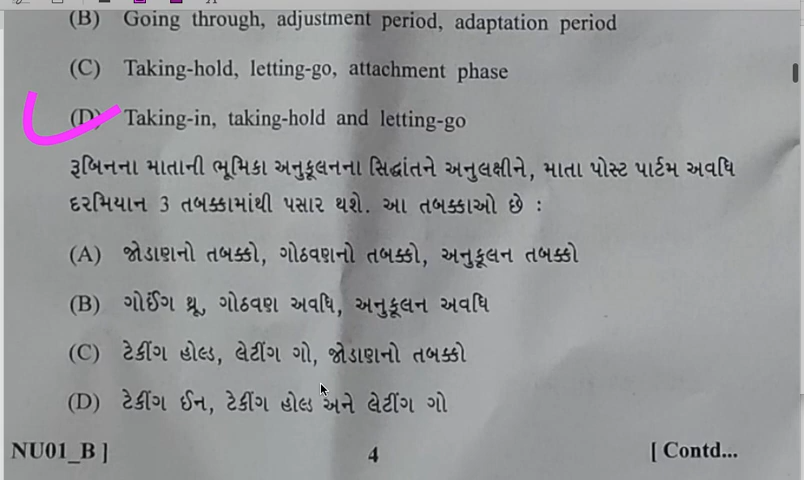 (B) Going through, adjustment period, adaptation period
(C) Taking-hold, letting-go, attachment phase
(D) Taking-in, taking-hold and letting-go
રૂબિનના માતાની ભૂમિકા અનુકૂલનના સિદ્ધાંતને અનુલક્ષીને, માતા પોસ્ટ પાર્ટમ અવધિ
દરમિયાન 3 તબક્કામાંથી પસાર થશે. આ તબક્કાઓ છે :
(A) જોડાણનો તબક્કો, ગોઠવણનો તબક્કો, અનુકૂલન તબક્કો
(B) ગોઈંગ થ્રૂ, ગોઠવણ અવધિ, અનુકૂલન અવધિ
(C) ટેકીંગ હોલ્ડ, લેટીંગ ગો, જોડાણનો તબક્કો
(D) ટેકીંગ ઈન, ટેકીંગ હોલ્ડ અને લેટીંગ ગો
NU01_B ] 4 [ Contd...